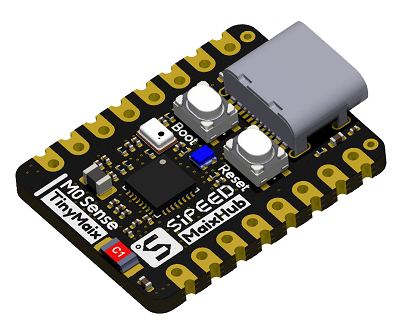 Boot
Reset
M0 Sense
TinyMaix
SIPEED
MaixHub
C1